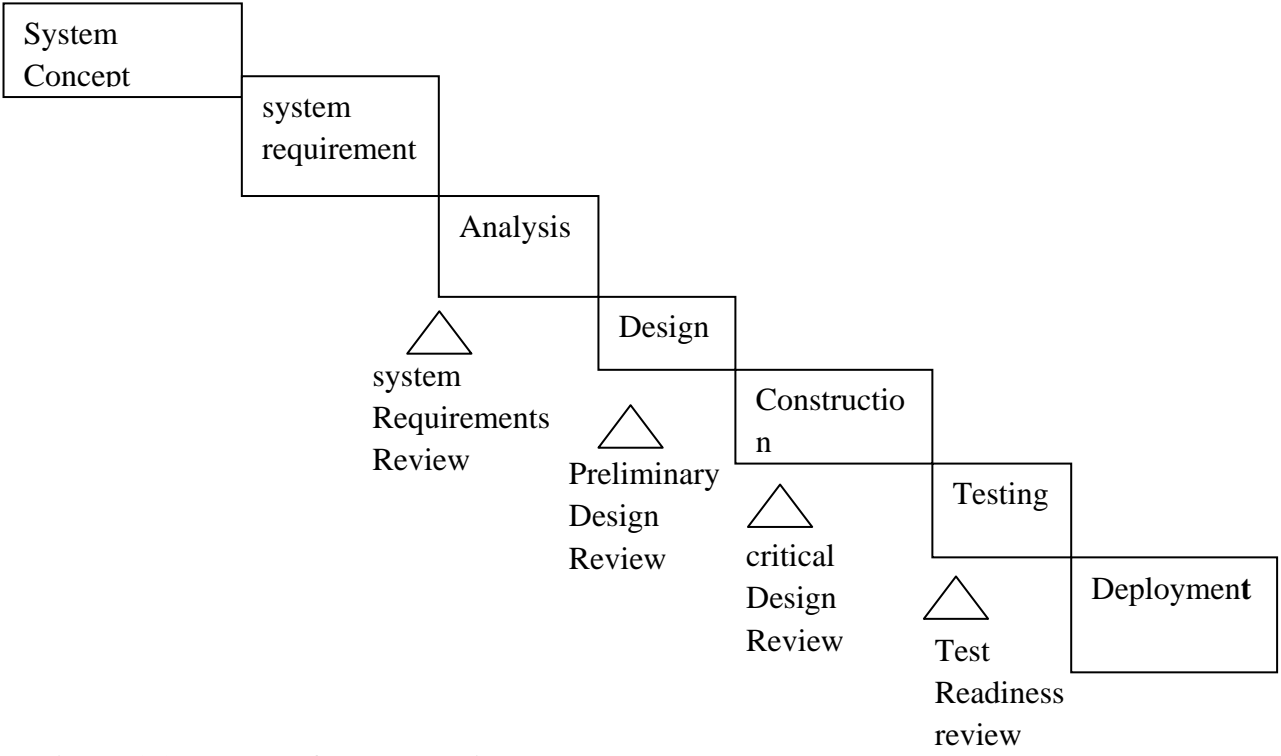 System
Concept
system
requirement
Analysis
Design
system
Requirements
Review
Constructio
n
Preliminary
Design
Review
Testing
critical
Design
Review
Deployment
Test
Readiness
review